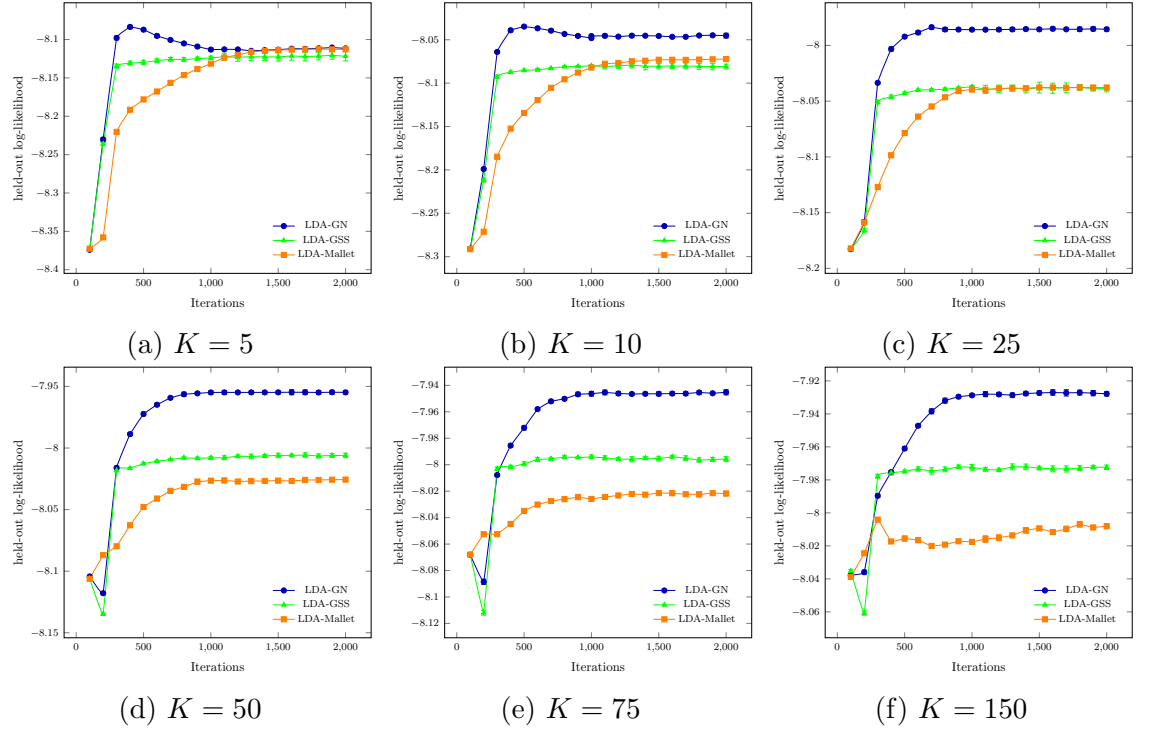 −8.1
−8.15
−8.2
−8.25
−8.3
−8.35
−8.4
held-out log-likelihood
0
500
1,000
1,500
2,000
Iterations
LDA-GN
LDA-GSS
LDA-Mallet
(a) K = 5
−8.05
−8.1
−8.15
−8.2
−8.25
−8.3
held-out log-likelihood
0
500
1,000
1,500
2,000
Iterations
LDA-GN
LDA-GSS
LDA-Mallet
(b) K = 10
−8
−8.05
−8.1
−8.15
−8.2
held-out log-likelihood
0
500
1,000
1,500
2,000
Iterations
LDA-GN
LDA-GSS
LDA-Mallet
(c) K = 25
−7.95
−8
−8.05
−8.1
−8.15
held-out log-likelihood
0
500
1,000
1,500
2,000
Iterations
LDA-GN
LDA-GSS
LDA-Mallet
(d) K = 50
−7.94
−7.96
−7.98
−8
−8.02
−8.04
−8.06
−8.08
−8.1
−8.12
held-out log-likelihood
0
500
1,000
1,500
2,000
Iterations
LDA-GN
LDA-GSS
LDA-Mallet
(e) K = 75
−7.92
−7.94
−7.96
−7.98
−8
−8.02
−8.04
−8.06
held-out log-likelihood
0
500
1,000
1,500
2,000
Iterations
LDA-GN
LDA-GSS
LDA-Mallet
(f) K = 150